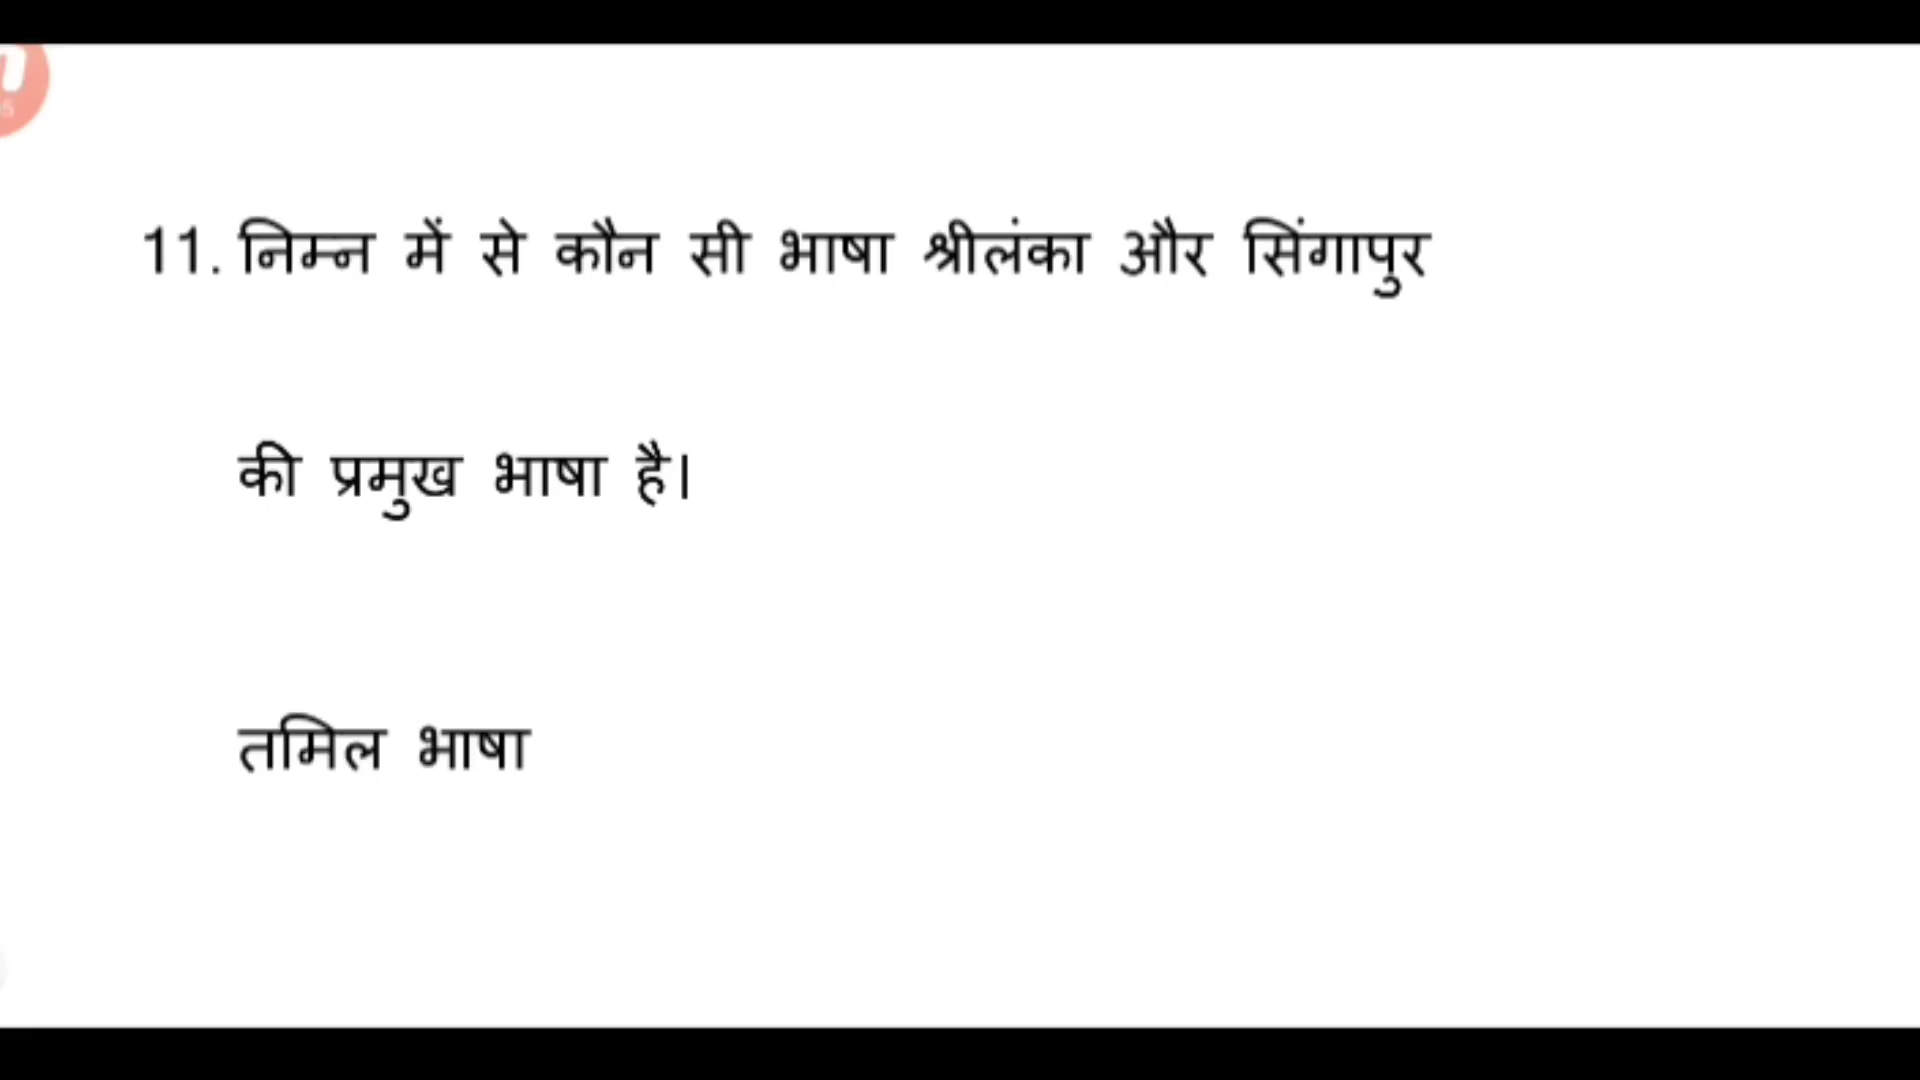 11. निम्न में से कौन सी भाषा श्रीलंका और सिंगापुर
की प्रमुख भाषा है।
तमिल भाषा